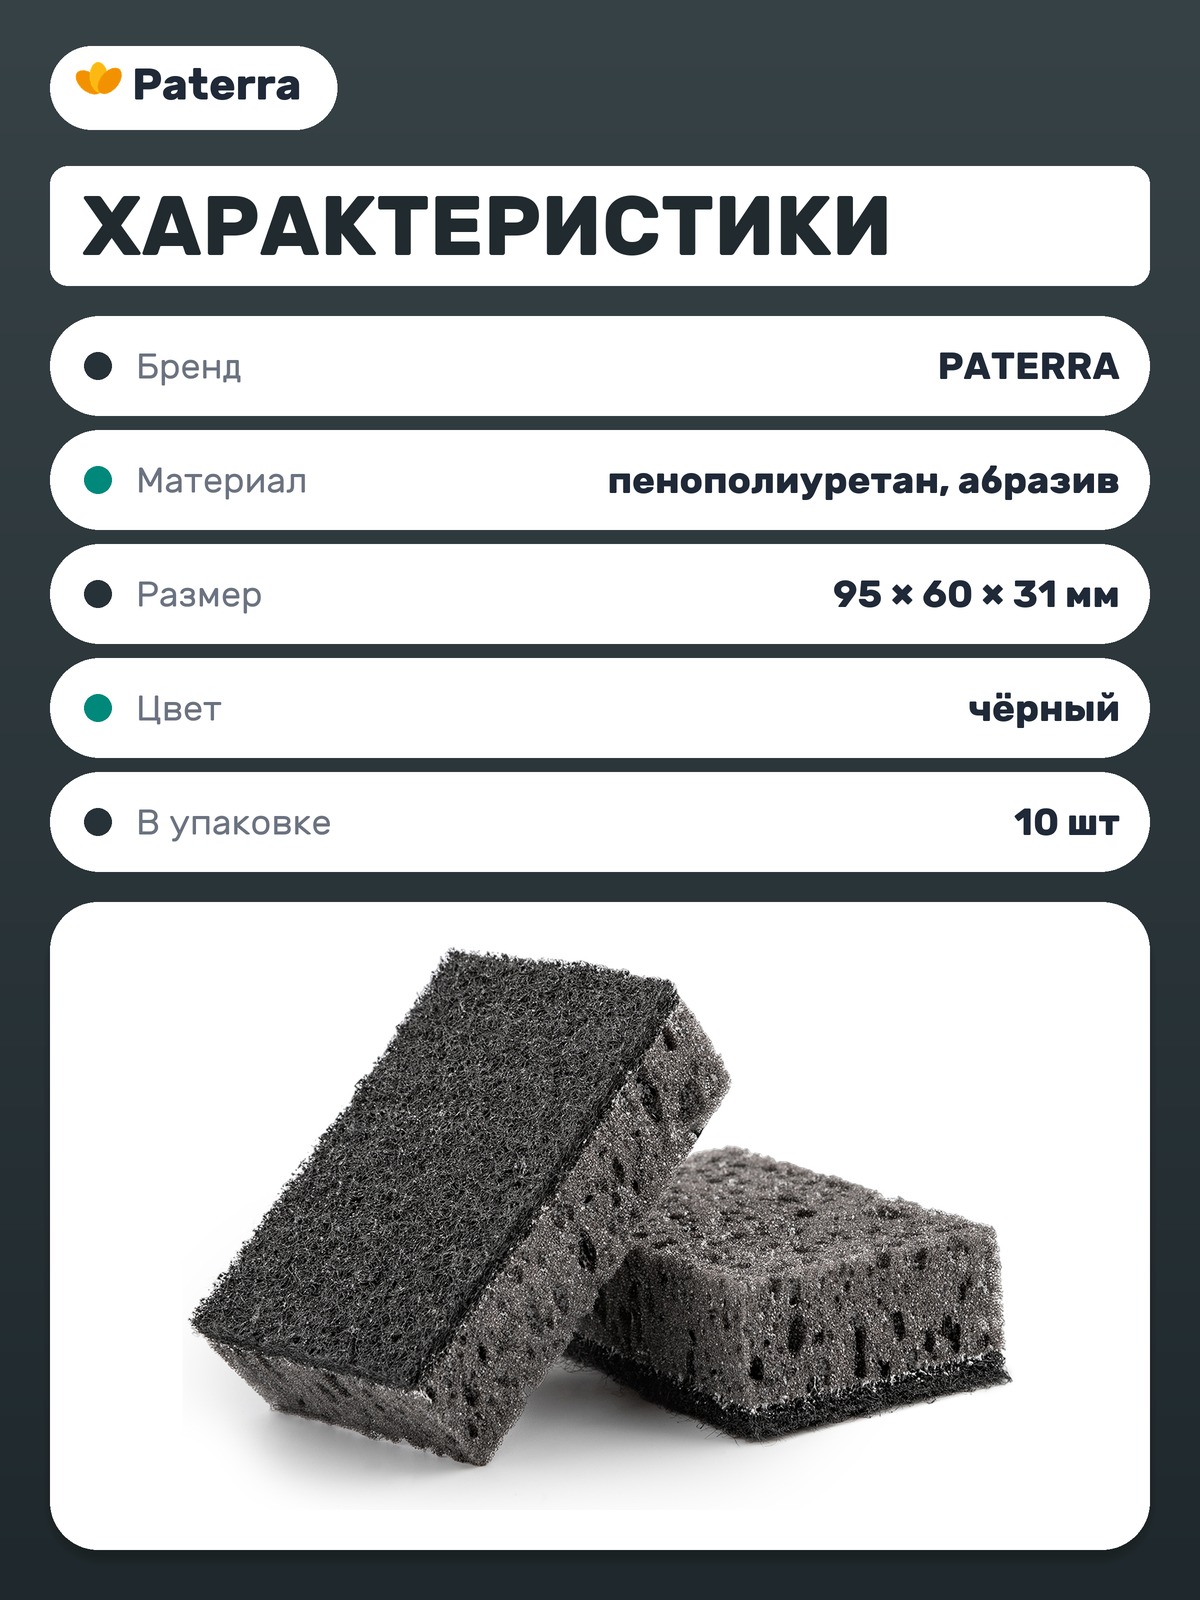 Paterra
ХАРАКТЕРИСТИКИ
Бренд PATERRA
Материал пенополиуретан, абразив
Размер 95 × 60 × 31 мм
Цвет чёрный
В упаковке 10 шт